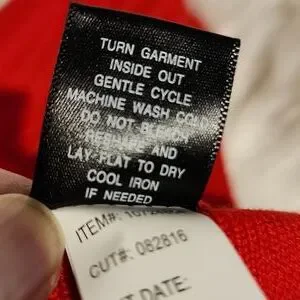 TURN GARMENT
INSIDE OUT
GENTLE CYCLE
MACHINE WASH COLD
DO NOT BLEACH
RESHAPE AND
LAY FLAT TO DRY
COOL IRON
IF NEEDED
ITEM#:
CUT#: 082816
DATE: